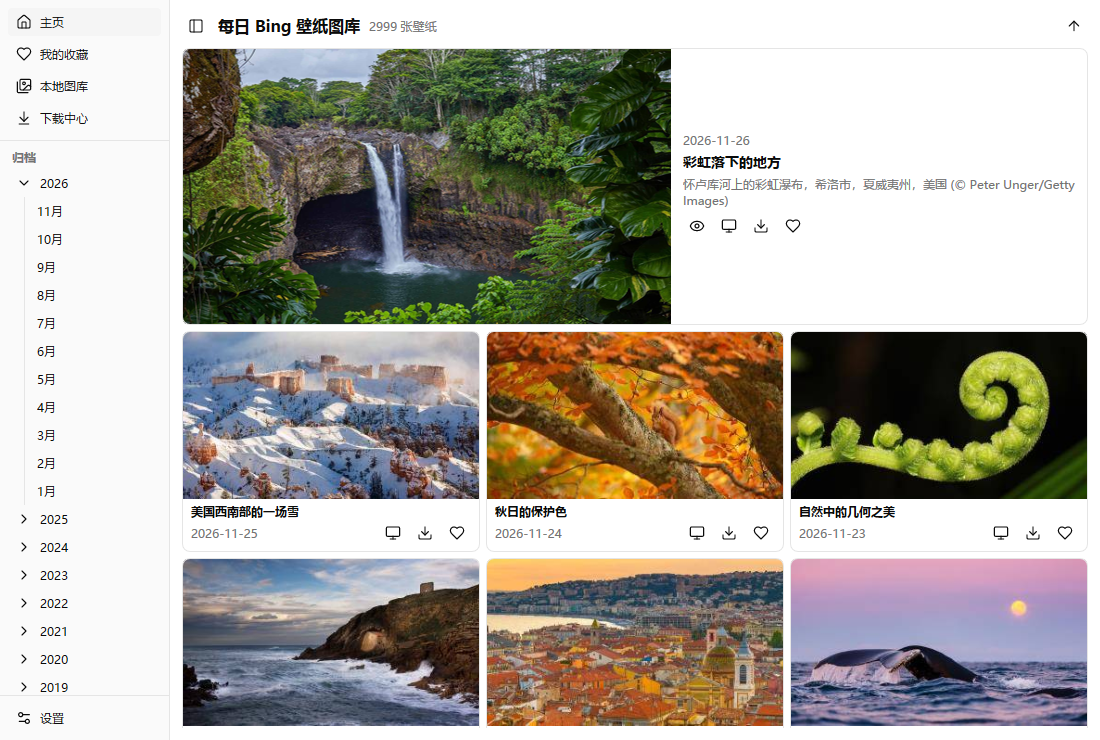 主页
我的收藏
本地图库
下载中心
归档
2026
11月
10月
9月
8月
7月
6月
5月
4月
3月
2月
1月
2025
2024
2023
2022
2021
2020
2019
设置
每日 Bing 壁纸图库 2999 张壁纸
2026-11-26
彩虹落下的地方
怀卢库河上的彩虹瀑布，希洛市，夏威夷州，美国 (© Peter Unger/Getty
Images)
美国西南部的一场雪
2026-11-25
秋日的保护色
2026-11-24
自然中的几何之美
2026-11-23